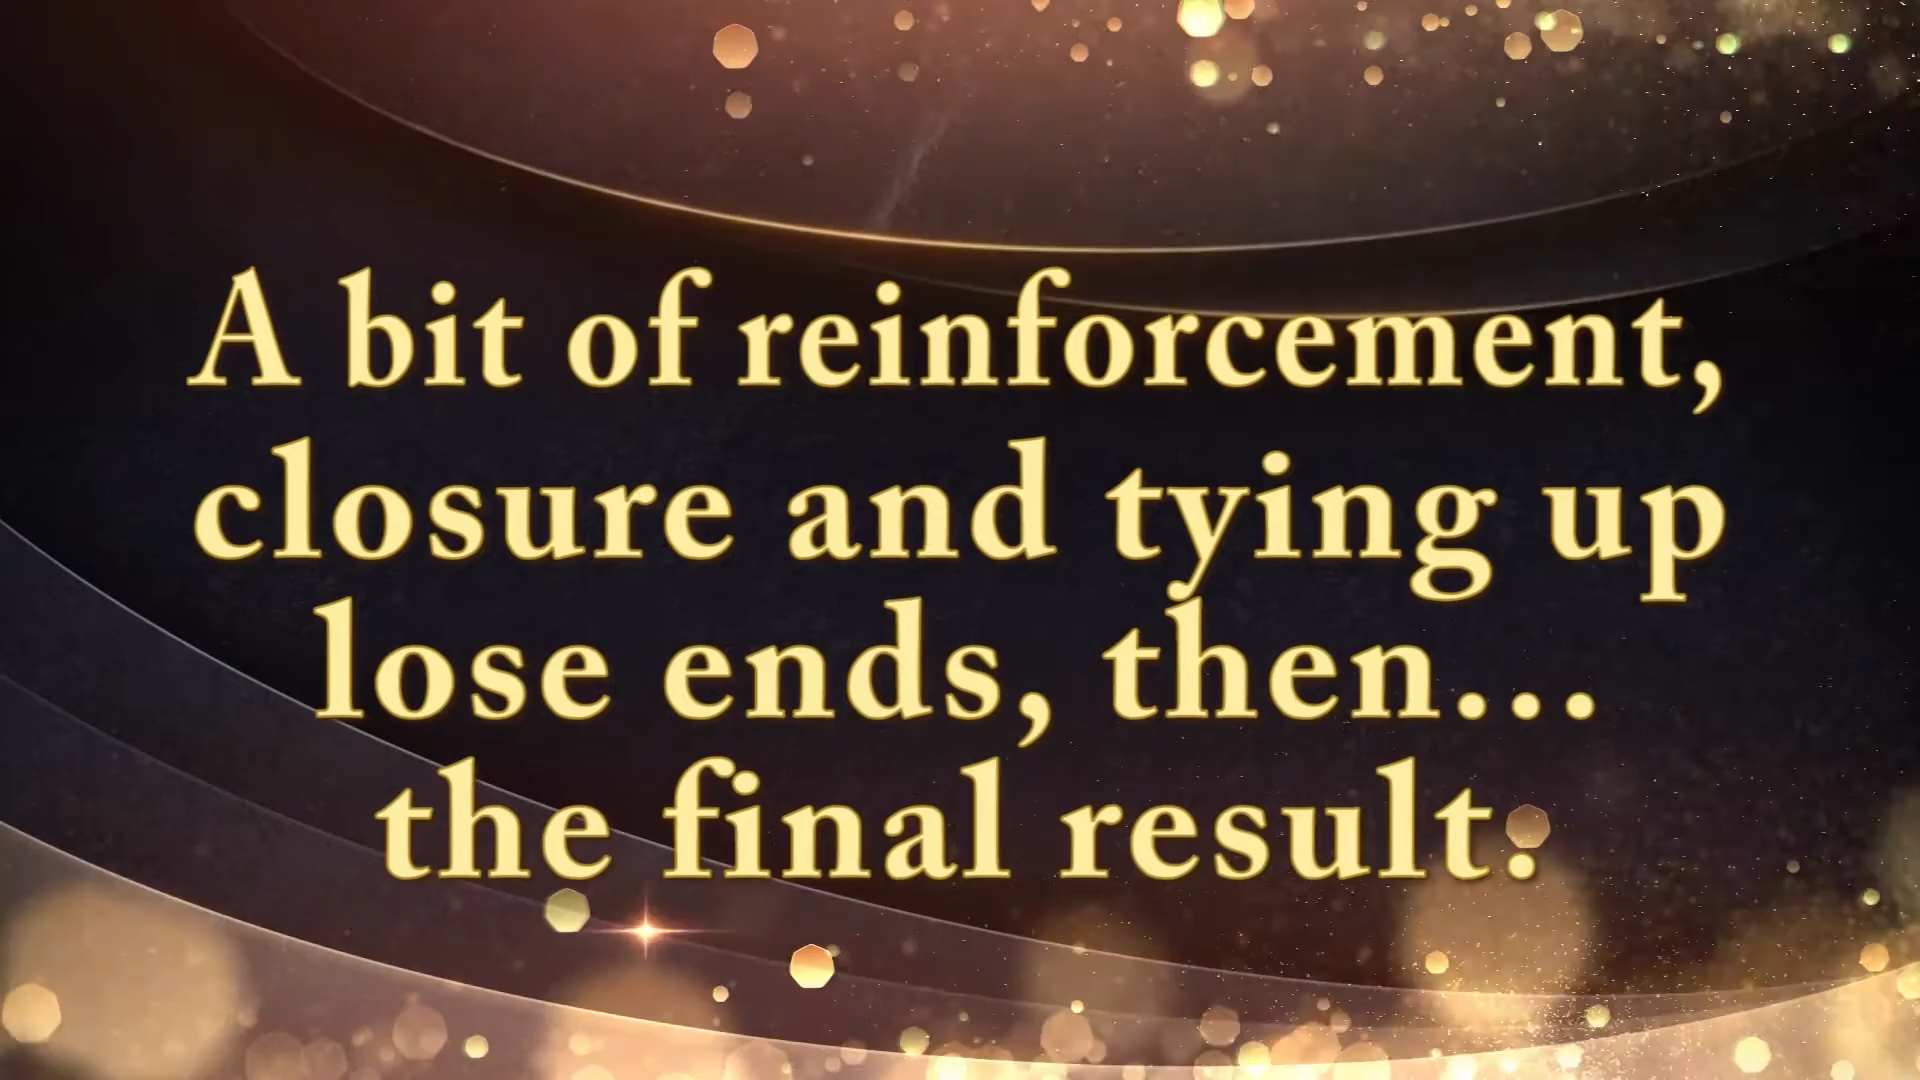 A bit of reinforcement,
closure and tying up
lose ends, then...
the final result.